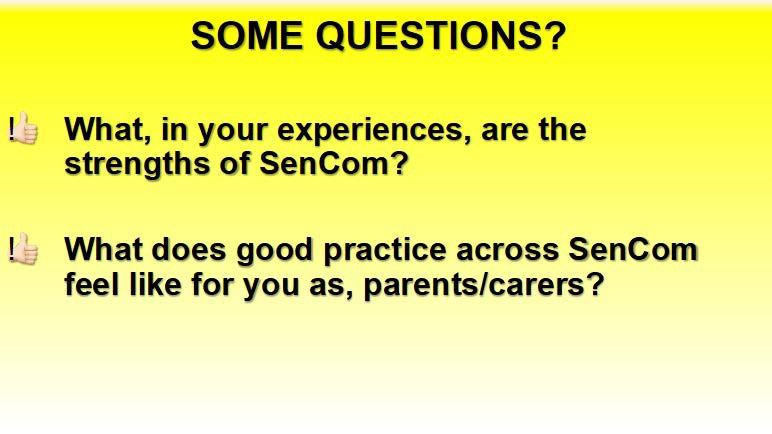 SOME QUESTIONS?
! What, in your experiences, are the
strengths of SenCom?
! What does good practice across SenCom
feel like for you as, parents/carers?